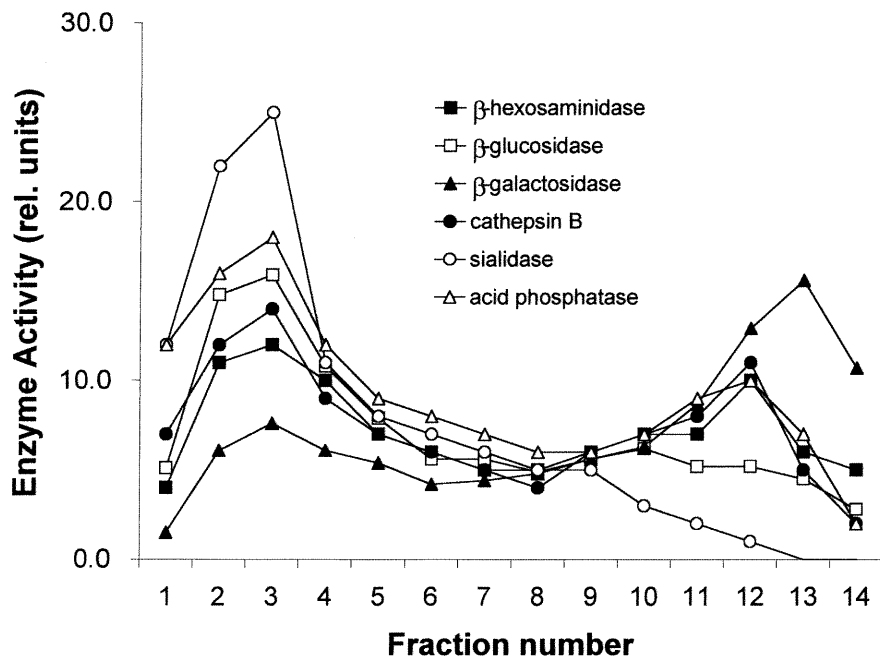 30.0
20.0
10.0
0.0
Enzyme Activity (rel. units)
β-hexosaminidase
β-glucosidase
β-galactosidase
cathepsin B
sialidase
acid phosphatase
1 2 3 4 5 6 7 8 9 10 11 12 13 14
Fraction number